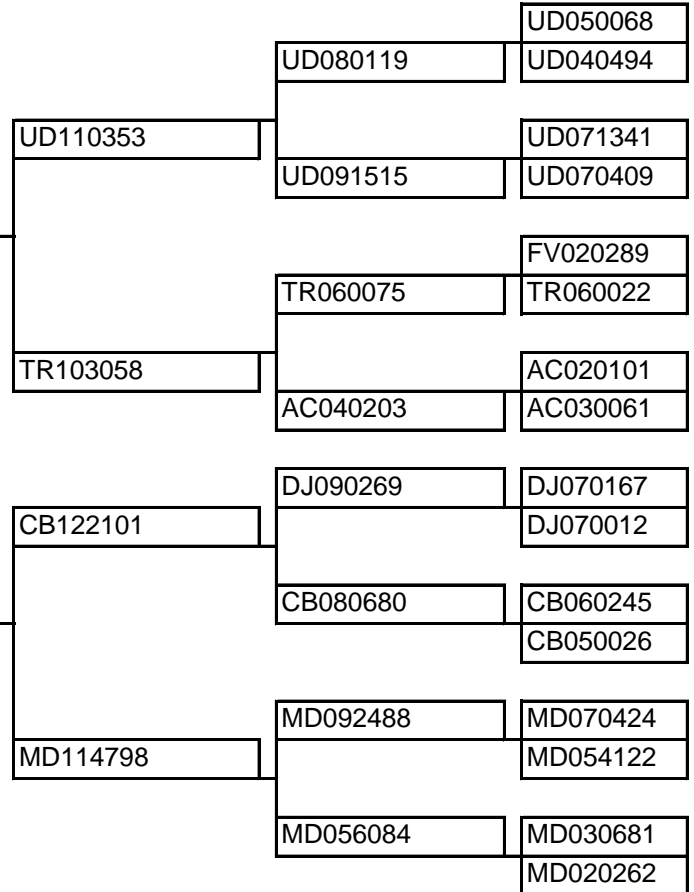 UD050068
UD080119 UD040494
UD110353 UD071341
UD091515 UD070409
FV020289
TR060075 TR060022
TR103058 AC020101
AC040203 AC030061
DJ090269 DJ070167
CB122101 DJ070012
CB080680 CB060245
CB050026
MD092488 MD070424
MD114798 MD054122
MD056084 MD030681
MD020262